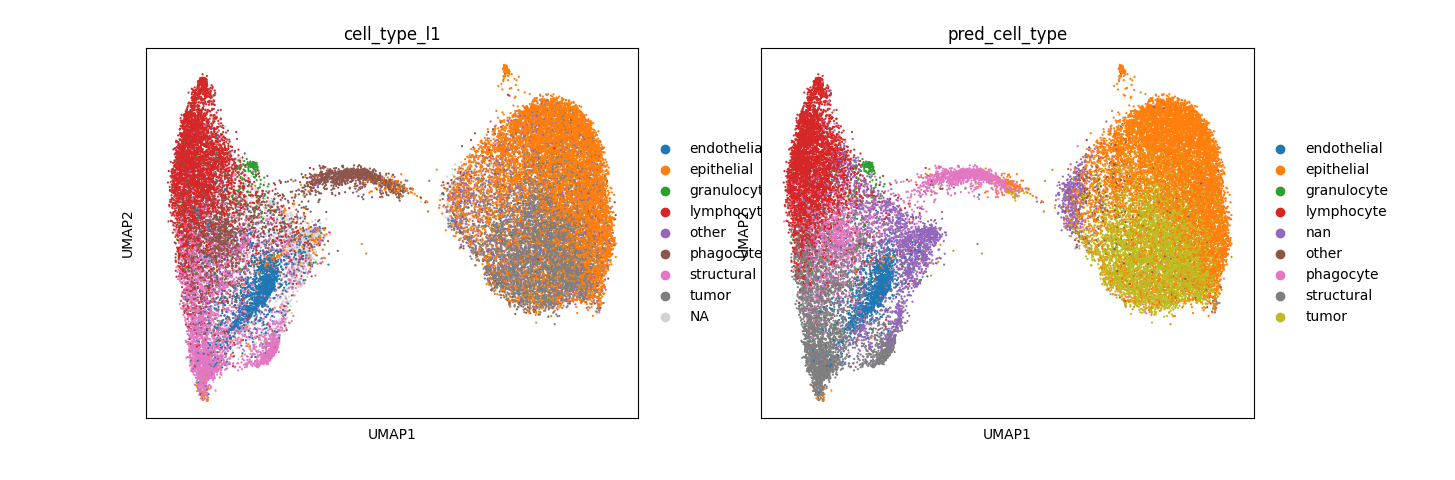 cell_type_l1
UMAP2
UMAP1
endothelia
epithelial
granulocyt
lymphocyt
other
phagocyte
structural
tumor
NA
pred_cell_type
UMAP2
UMAP1
endothelial
epithelial
granulocyte
lymphocyte
nan
other
phagocyte
structural
tumor